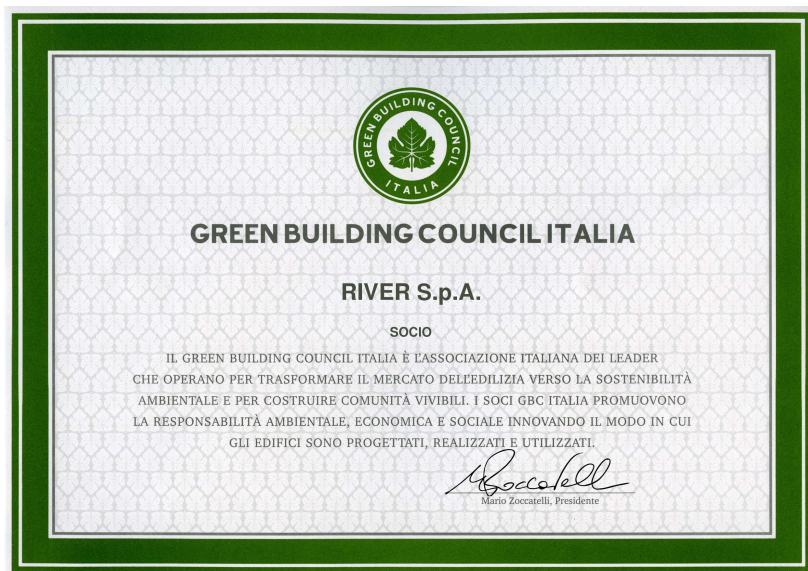 GREEN BUILDING COUNCIL
ITALIA
GREEN BUILDING COUNCIL ITALIA
RIVER S.p.A.
SOCIO
IL GREEN BUILDING COUNCIL ITALIA È L'ASSOCIAZIONE ITALIANA DEI LEADER
CHE OPERANO PER TRASFORMARE IL MERCATO DELL'EDILIZIA VERSO LA SOSTENIBILITÀ
AMBIENTALE E PER COSTRUIRE COMUNITÀ VIVIBILI. I SOCI GBC ITALIA PROMUOVONO
LA RESPONSABILITÀ AMBIENTALE, ECONOMICA E SOCIALE INNOVANDO IL MODO IN CUI
GLI EDIFICI SONO PROGETTATI, REALIZZATI E UTILIZZATI.
Mario Zoccatelli, Presidente